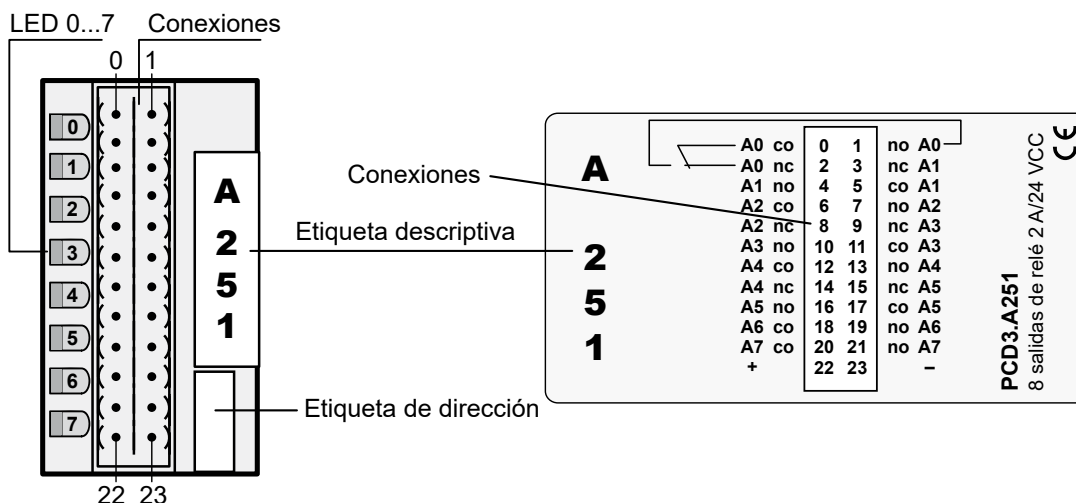 LED 0...7 Conexiones
0 1
0
1
2
3
4
5
6
7
A
2
5
1
22 23
Conexiones
Etiqueta descriptiva
Etiqueta de dirección
A
2
5
1
A0 co 0 1 no A0
A0 nc 2 3 nc A1
A1 no 4 5 co A1
A2 co 6 7 no A2
A2 nc 8 9 nc A3
A3 no 10 11 co A3
A4 co 12 13 no A4
A4 nc 14 15 nc A5
A5 no 16 17 co A5
A6 co 18 19 no A6
A7 co 20 21 no A7
+ 22 23 –
PCD3.A251
8 salidas de relé 2 A/24 VCC
CE